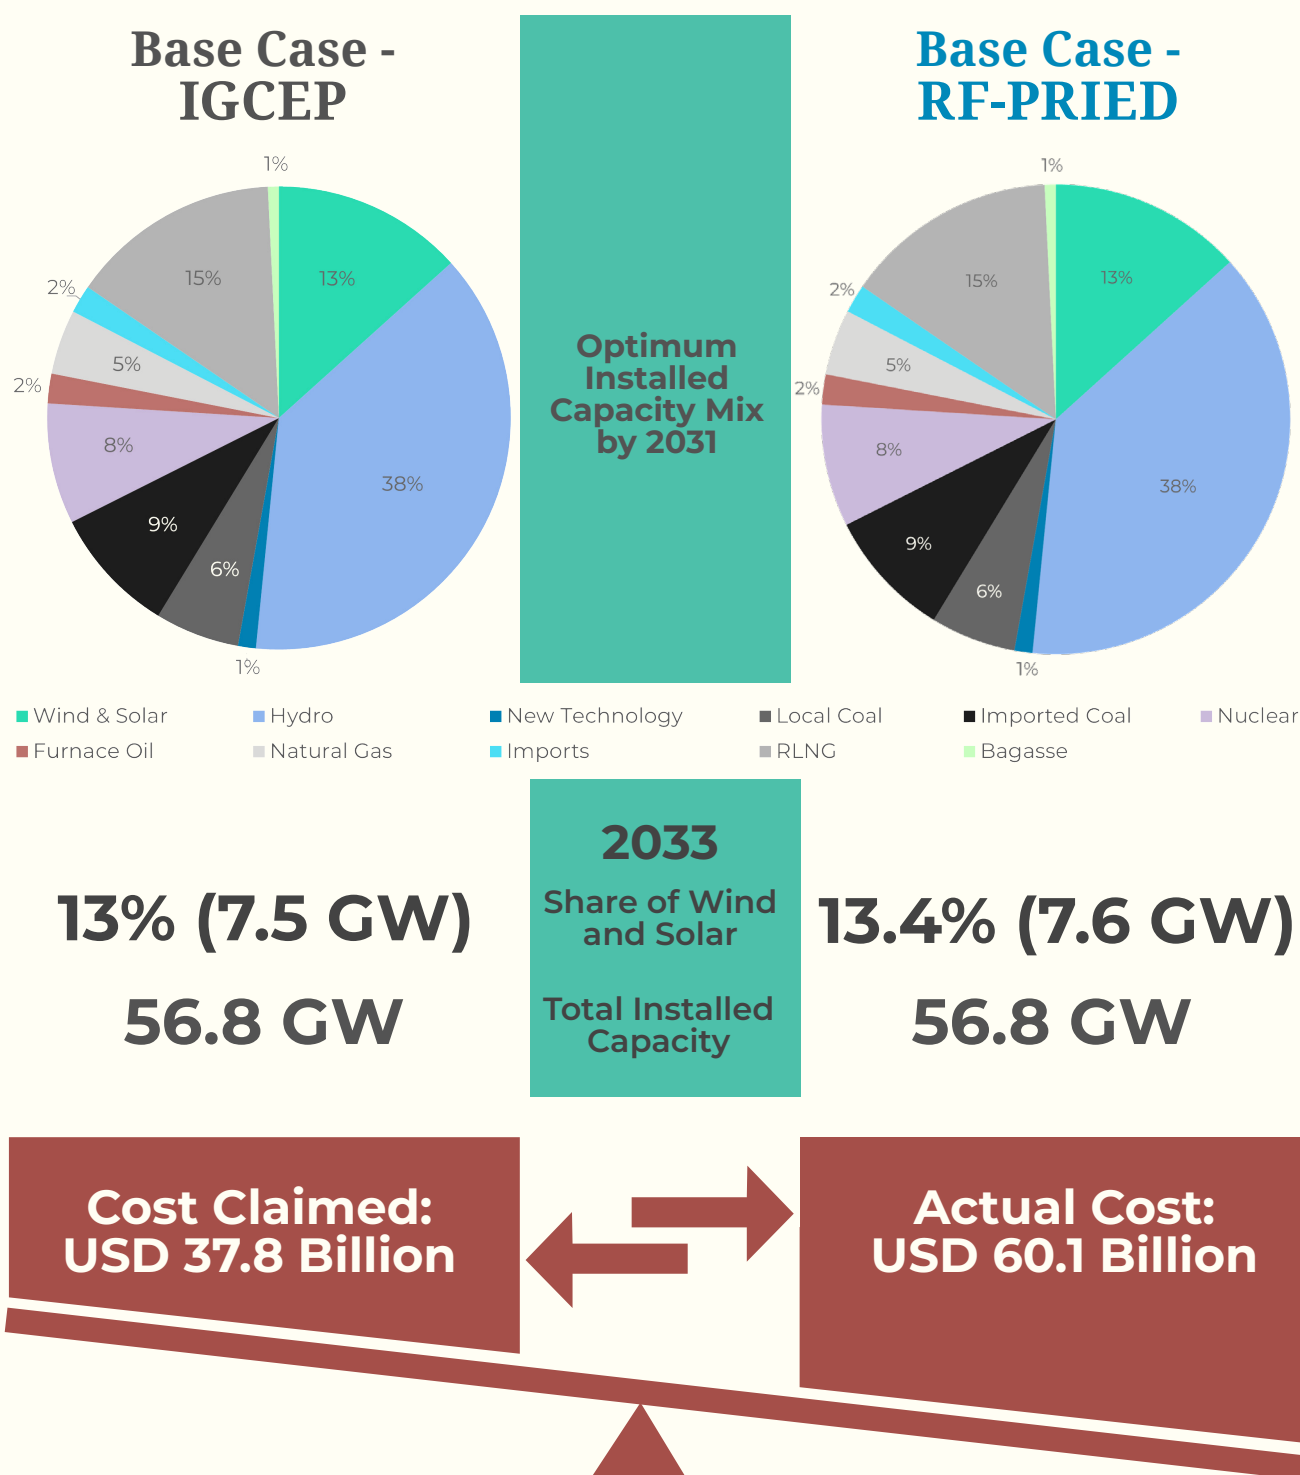 Base Case -
IGCEP
Base Case -
RF-PRIED
1%
13%
38%
1%
6%
9%
8%
2%
5%
2%
15%
Optimum
Installed
Capacity Mix
by 2031
1%
13%
38%
1%
6%
9%
8%
2%
5%
2%
15%
Wind & Solar
Hydro
New Technology
Local Coal
Imported Coal
Nuclear
Furnace Oil
Natural Gas
Imports
RLNG
Bagasse
2033
Share of Wind
and Solar
13% (7.5 GW)
13.4% (7.6 GW)
Total Installed
Capacity
56.8 GW
56.8 GW
Cost Claimed:
USD 37.8 Billion
Actual Cost:
USD 60.1 Billion